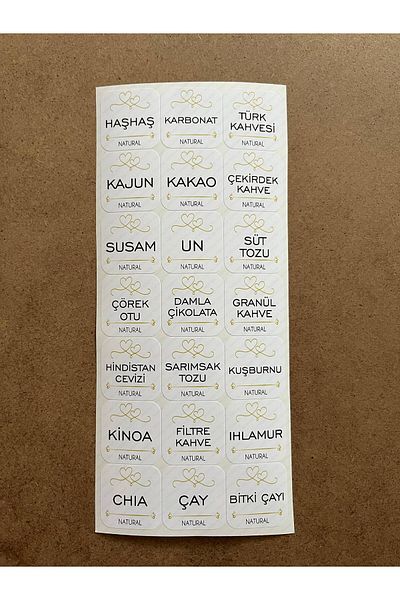 HAŞHAŞ
NATURAL
KARBONAT
NATURAL
TÜRK
KAHVESİ
NATURAL
KAJUN
NATURAL
KAKAO
NATURAL
ÇEKİRDEK
KAHVE
NATURAL
SUSAM
NATURAL
UN
NATURAL
SÜT
TOZU
NATURAL
ÇÖREK
OTU
NATURAL
DAMLA
ÇİKOLATA
NATURAL
GRANÜL
KAHVE
NATURAL
HİNDİSTAN
CEVİZİ
NATURAL
SARIMSAK
TOZU
NATURAL
KUŞBURNU
NATURAL
KİNOA
NATURAL
FİLTRE
KAHVE
NATURAL
IHLAMUR
NATURAL
CHIA
NATURAL
ÇAY
NATURAL
BİTKİ ÇAYI
NATURAL